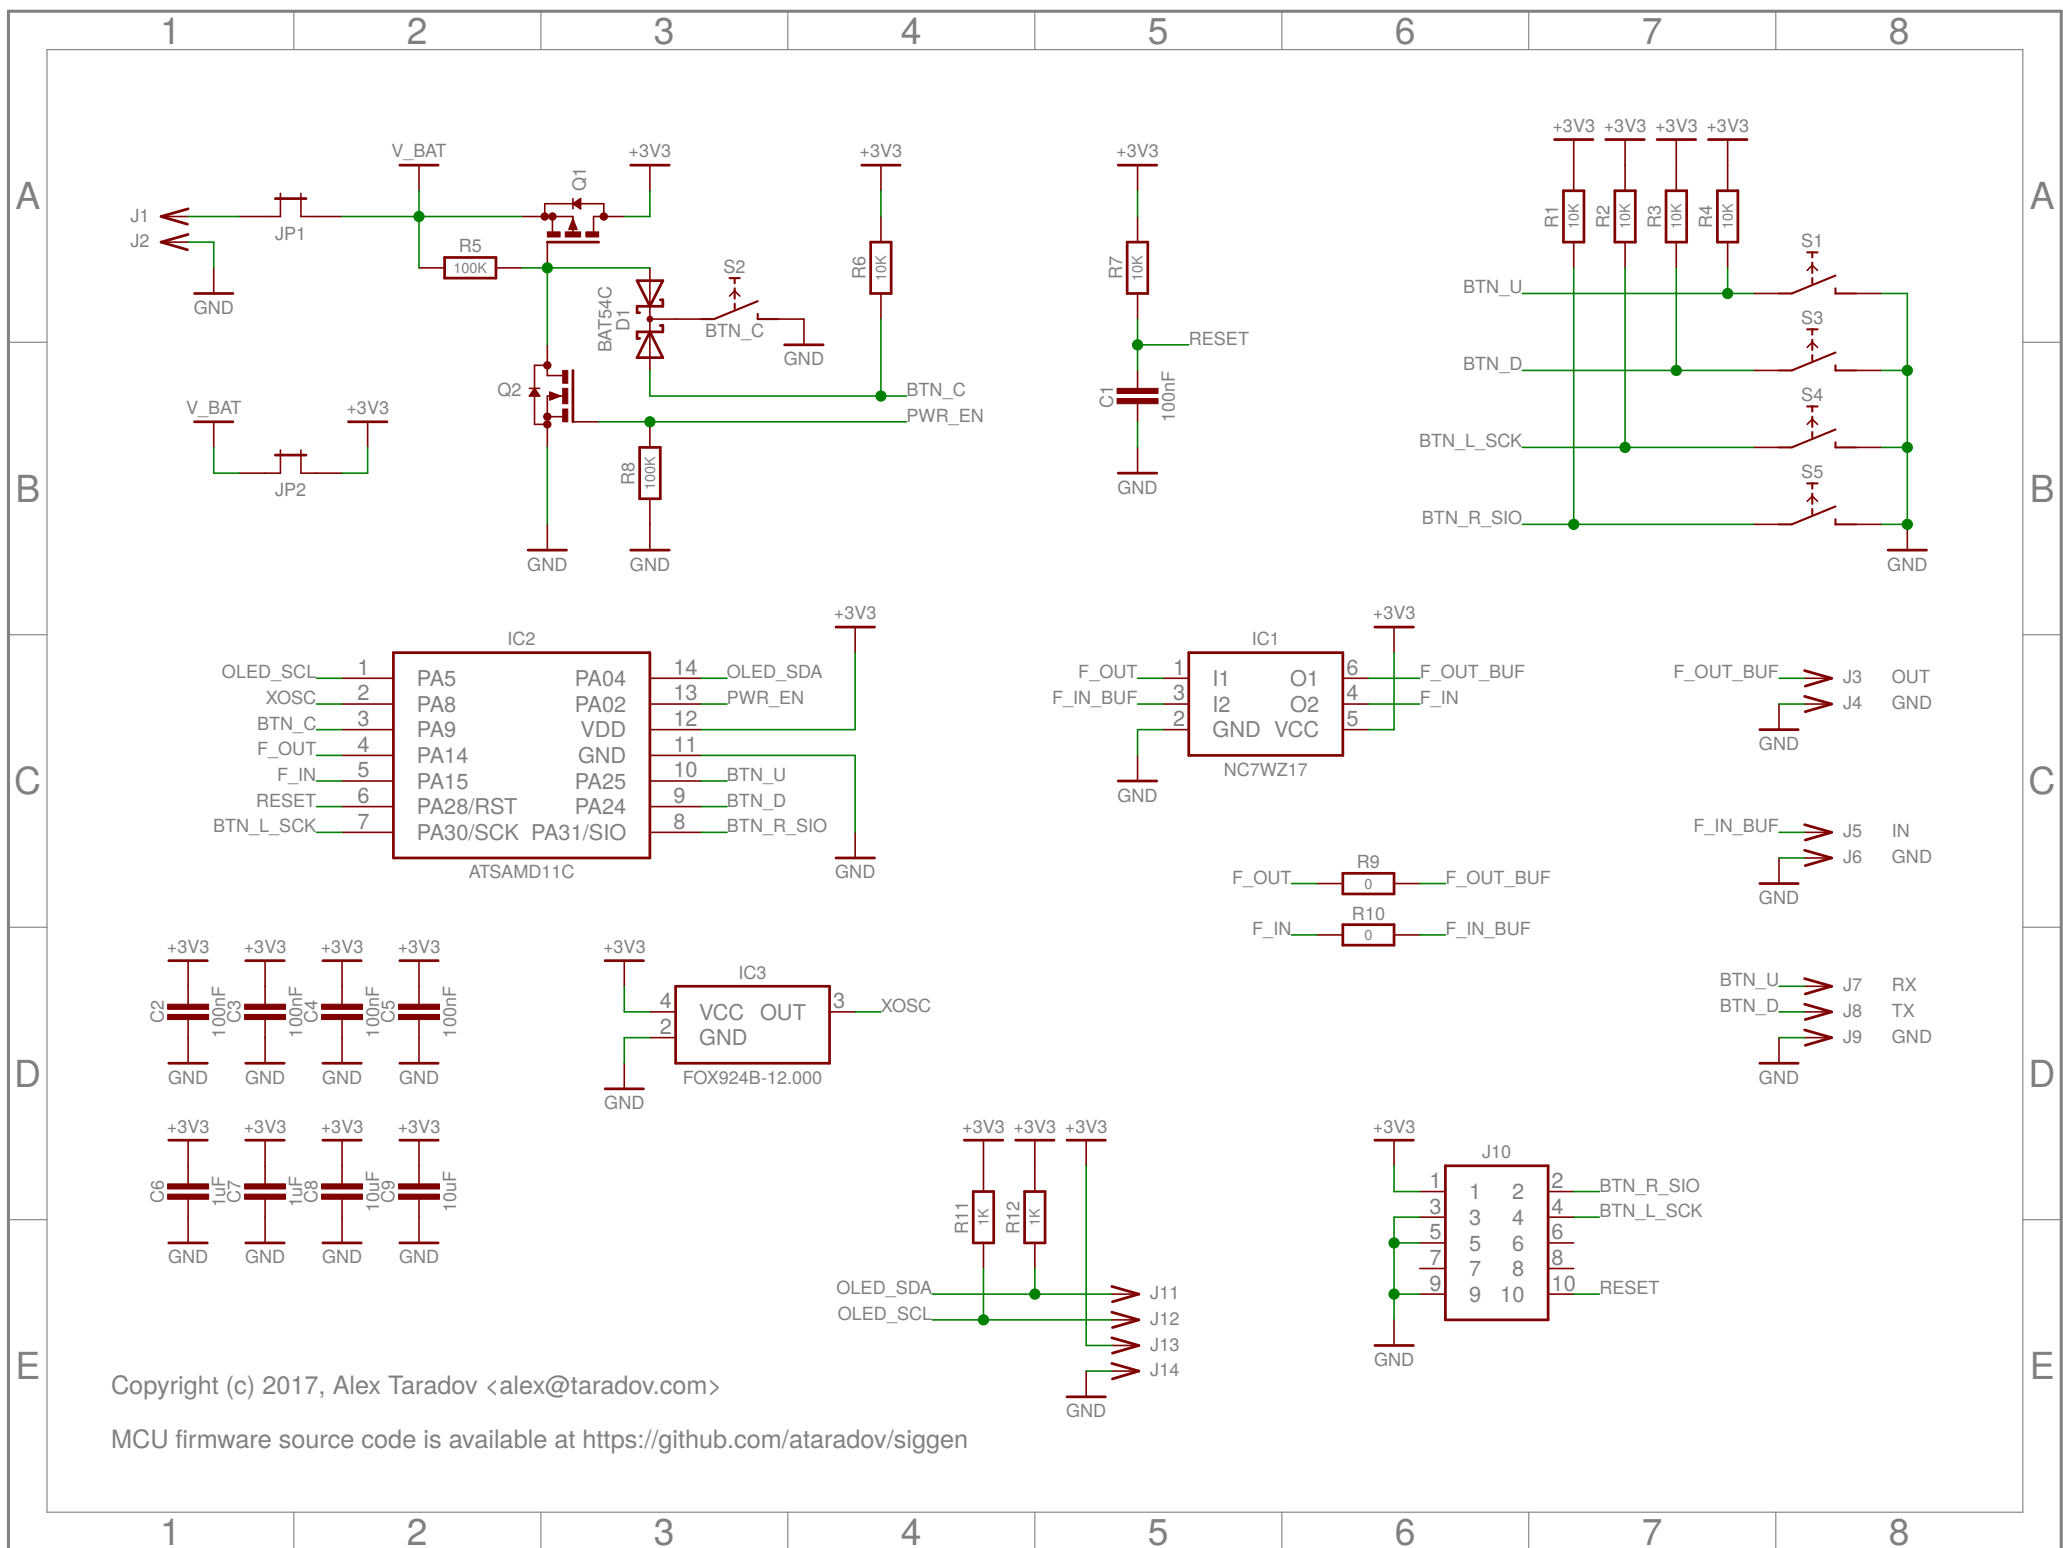 1 2 3 4 5 6 7 8
A A
+3V3 +3V3 +3V3 +3V3
V_BAT +3V3 +3V3 +3V3
Q1
J1
J2
JP1
GND
R5
100K
S2
BTN_C
GND
BAT54C
D1
R6
10K
R7
10K
RESET
C1
100nF
GND
R1
10K
R2
10K
R3
10K
R4
10K
BTN_U
S1
BTN_D
S3
BTN_L_SCK
S4
BTN_R_SIO
S5
GND
B B
V_BAT +3V3
JP2
Q2
BTN_C
PWR_EN
R8
100K
GND GND
C C
IC2
+3V3
OLED_SCL 1 PA5 PA04 14 OLED_SDA
XOSC 2 PA8 PA02 13 PWR_EN
BTN_C 3 PA9 VDD 12
F_OUT 4 PA14 GND 11
F_IN 5 PA15 PA25 10 BTN_U
RESET 6 PA28/RST PA24 9 BTN_D
BTN_L_SCK 7 PA30/SCK PA31/SIO 8 BTN_R_SIO
ATSAMD11C
GND
IC1
+3V3
F_OUT 1 I1 O1 6 F_OUT_BUF
F_IN_BUF 3 I2 O2 4 F_IN
2 GND VCC 5
NC7WZ17
GND
F_OUT_BUF J3 OUT
J4 GND
GND
F_IN_BUF J5 IN
J6 GND
GND
R9
F_OUT 0 F_OUT_BUF
R10
F_IN 0 F_IN_BUF
D D
+3V3 +3V3 +3V3 +3V3
C2
100nF
C3
100nF
C4
100nF
C5
100nF
GND GND GND GND
+3V3
IC3
4 VCC OUT 3 XOSC
2 GND
FOX924B-12.000
GND
BTN_U J7 RX
BTN_D J8 TX
J9 GND
GND
+3V3 +3V3 +3V3 +3V3
C6
1uF
C7
1uF
C8
10uF
C9
10uF
GND GND GND GND
+3V3 +3V3 +3V3
R11
1K
R12
1K
OLED_SDA J11
OLED_SCL J12
J13
J14
GND
+3V3
J10
1 1 2 2 BTN_R_SIO
3 3 4 4 BTN_L_SCK
5 5 6 6
7 7 8 8
9 9 10 10 RESET
GND
E E
Copyright (c) 2017, Alex Taradov <alex@taradov.com>
MCU firmware source code is available at https://github.com/ataradov/siggen
1 2 3 4 5 6 7 8